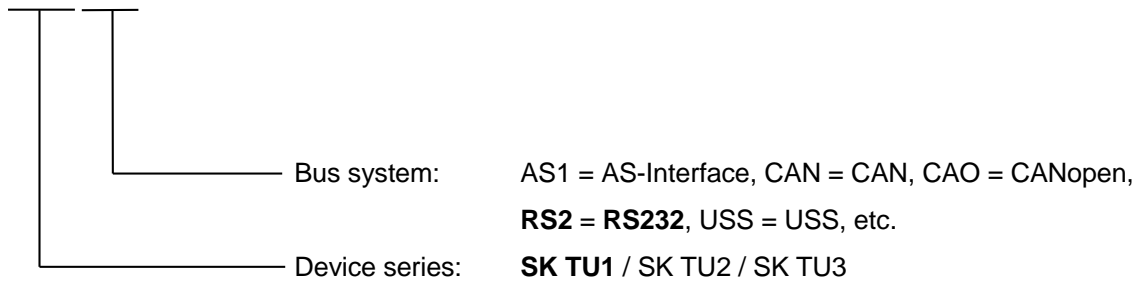 Bus system: AS1 = AS-Interface, CAN = CAN, CAO = CANopen,
RS2 = RS232, USS = USS, etc.
Device series: SK TU1 / SK TU2 / SK TU3